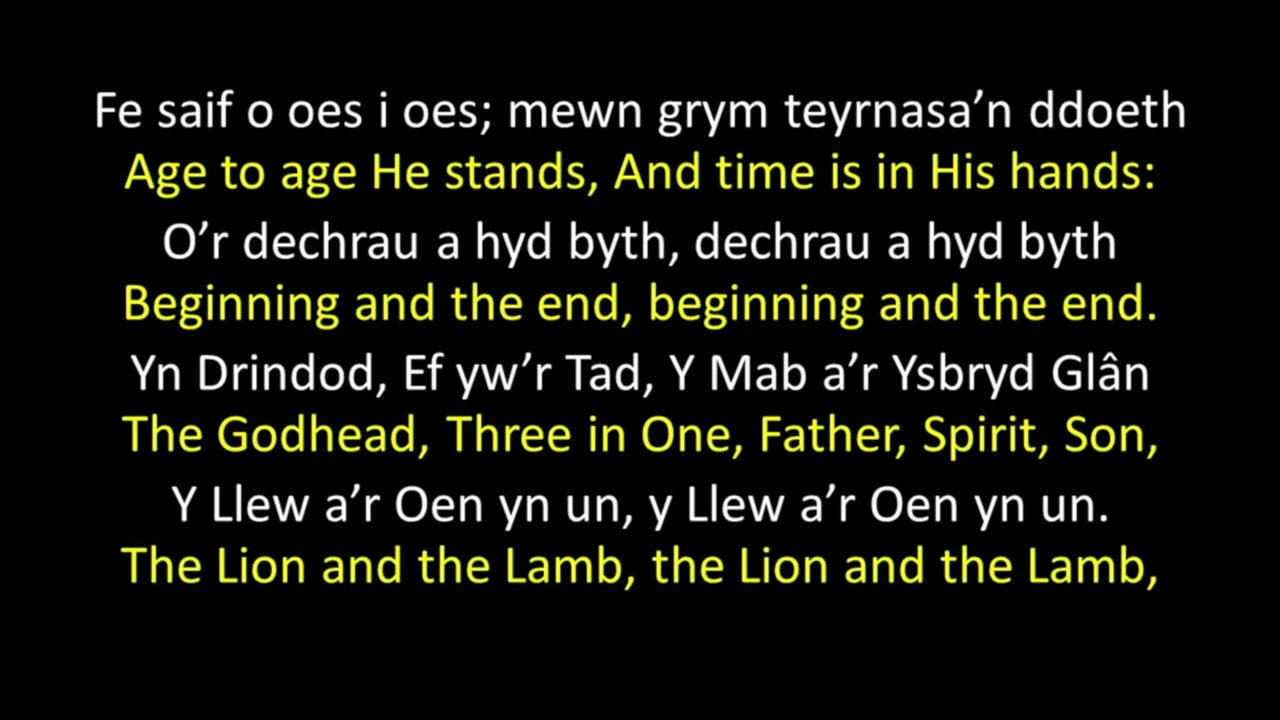 Fe saif o oes i oes; mewn grym teyrnasa’n ddoeth
Age to age He stands, And time is in His hands:
O’r dechrau a hyd byth, dechrau a hyd byth
Beginning and the end, beginning and the end.
Yn Drindod, Ef yw’r Tad, Y Mab a’r Ysbryd Glân
The Godhead, Three in One, Father, Spirit, Son,
Y Llew a’r Oen yn un, y Llew a’r Oen yn un.
The Lion and the Lamb, the Lion and the Lamb,